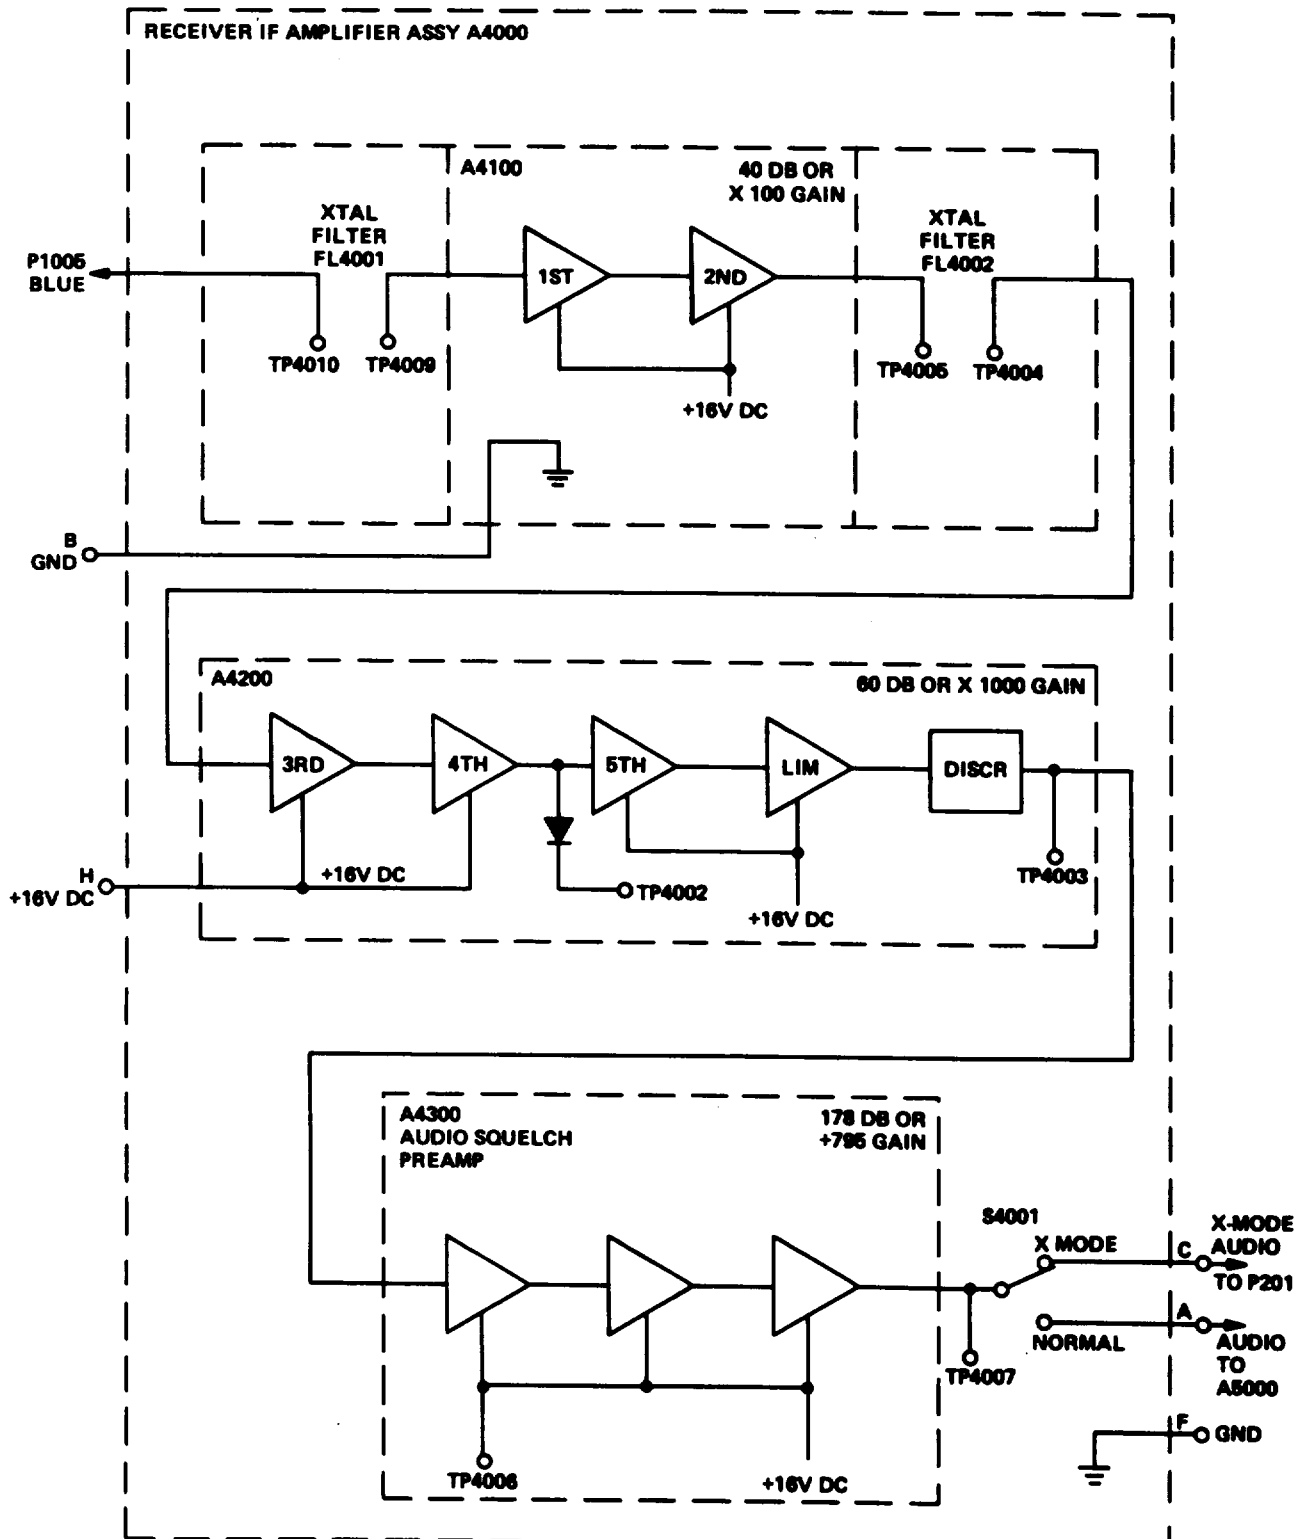 RECEIVER IF AMPLIFIER ASSY A4000
A4100
40 DB OR
X 100 GAIN
XTAL
FILTER
FL4001
XTAL
FILTER
FL4002
P1005
BLUE
1ST
2ND
TP4010
TP4009
TP4005
TP4004
+16V DC
B
GND
A4200
60 DB OR X 1000 GAIN
3RD
4TH
5TH
LIM
DISCR
H
+16V DC
+16V DC
TP4002
TP4003
+16V DC
A4300
AUDIO SQUELCH
PREAMP
178 DB OR
+795 GAIN
S4001
X MODE
C
X-MODE
AUDIO
TO P201
A
NORMAL
AUDIO
TO
A5000
TP4007
F
GND
TP4006
+16V DC